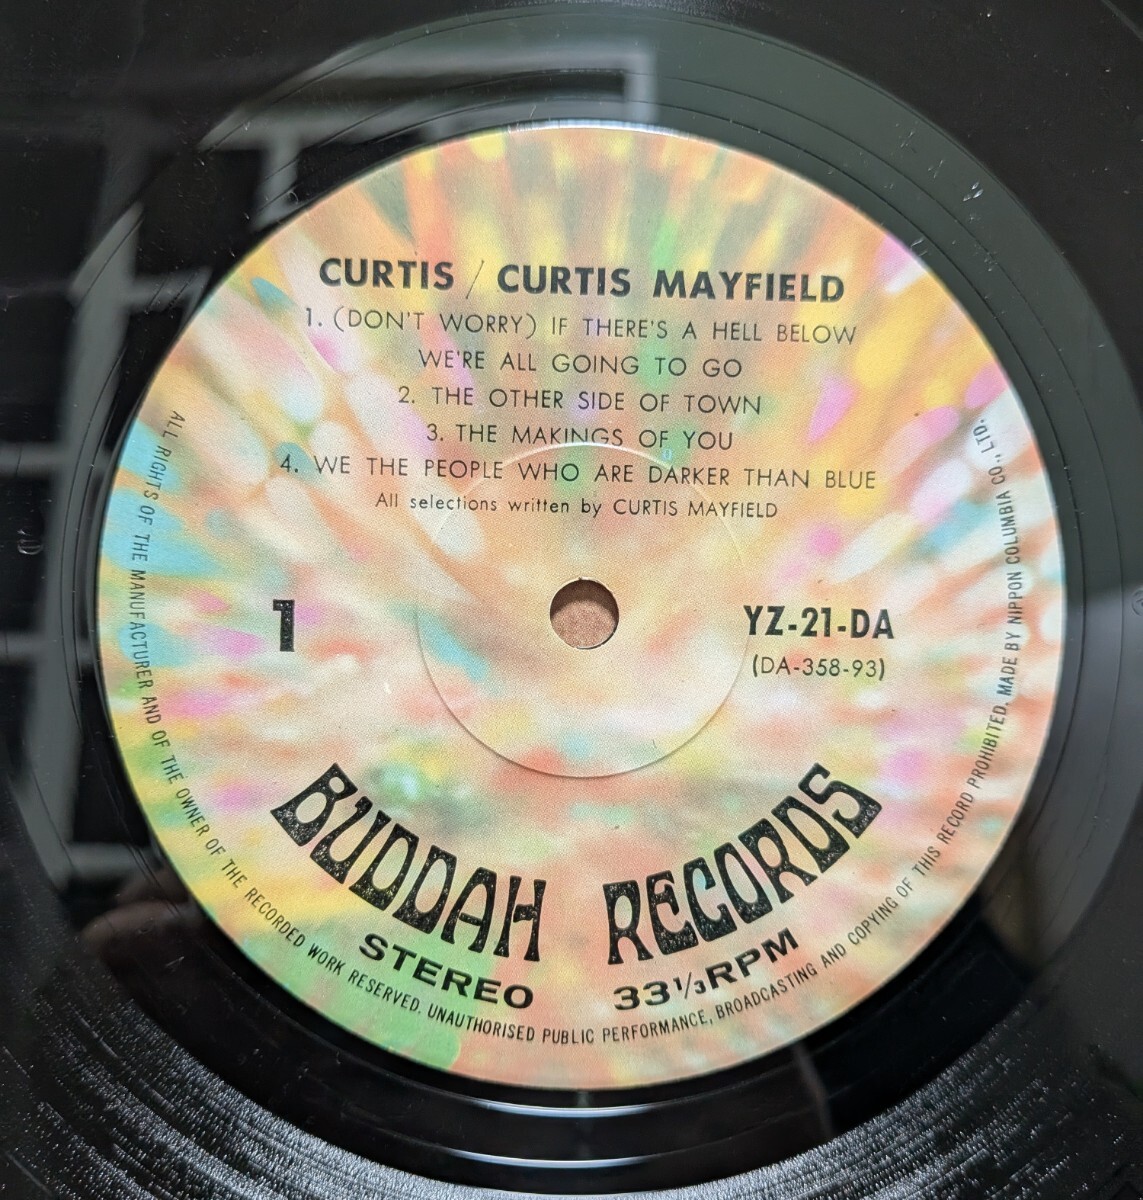 CURTIS / CURTIS MAYFIELD
1. (DON'T WORRY) IF THERE'S A HELL BELOW
WE'RE ALL GOING TO GO
2. THE OTHER SIDE OF TOWN
3. THE MAKINGS OF YOU
4. WE THE PEOPLE WHO ARE DARKER THAN BLUE
All selections written by CURTIS MAYFIELD
1
YZ-21-DA
(DA-358-93)
BUDDAH RECORDS
STEREO
33 1/3 RPM
ALL RIGHTS OF THE MANUFACTURER AND OF THE OWNER OF THE RECORDED WORK RESERVED. UNAUTHORISED PUBLIC PERFORMANCE, BROADCASTING AND COPYING OF THIS RECORD PROHIBITED. MADE BY NIPPON COLUMBIA CO., LTD.